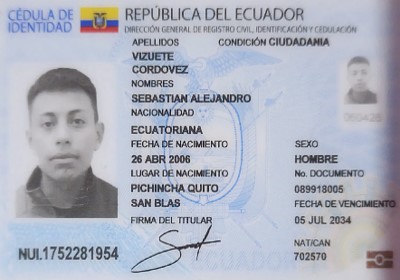 CÉDULA DE
IDENTIDAD
REPÚBLICA DEL ECUADOR
DIRECCIÓN GENERAL DE REGISTRO CIVIL, IDENTIFICACIÓN Y CEDULACIÓN
APELLIDOS
CONDICIÓN CIUDADANIA
VIZUETE
CORDOVEZ
NOMBRES
SEBASTIAN ALEJANDRO
NACIONALIDAD
ECUATORIANA
FECHA DE NACIMIENTO
SEXO
26 ABR 2006
HOMBRE
LUGAR DE NACIMIENTO
No. DOCUMENTO
PICHINCHA QUITO
089918005
SAN BLAS
FECHA DE VENCIMIENTO
FIRMA DEL TITULAR
05 JUL 2034
NAT/CAN
702570
NUI.1752281954